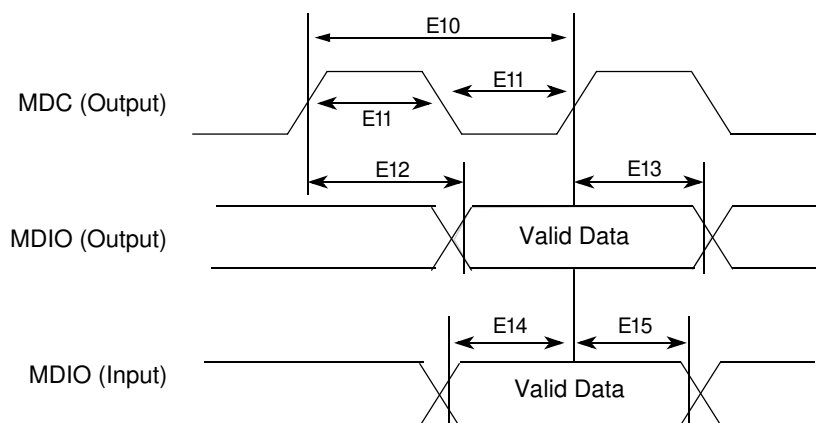 E10
MDC (Output)
E11
E11
E12
E13
MDIO (Output)
Valid Data
E14
E15
MDIO (Input)
Valid Data